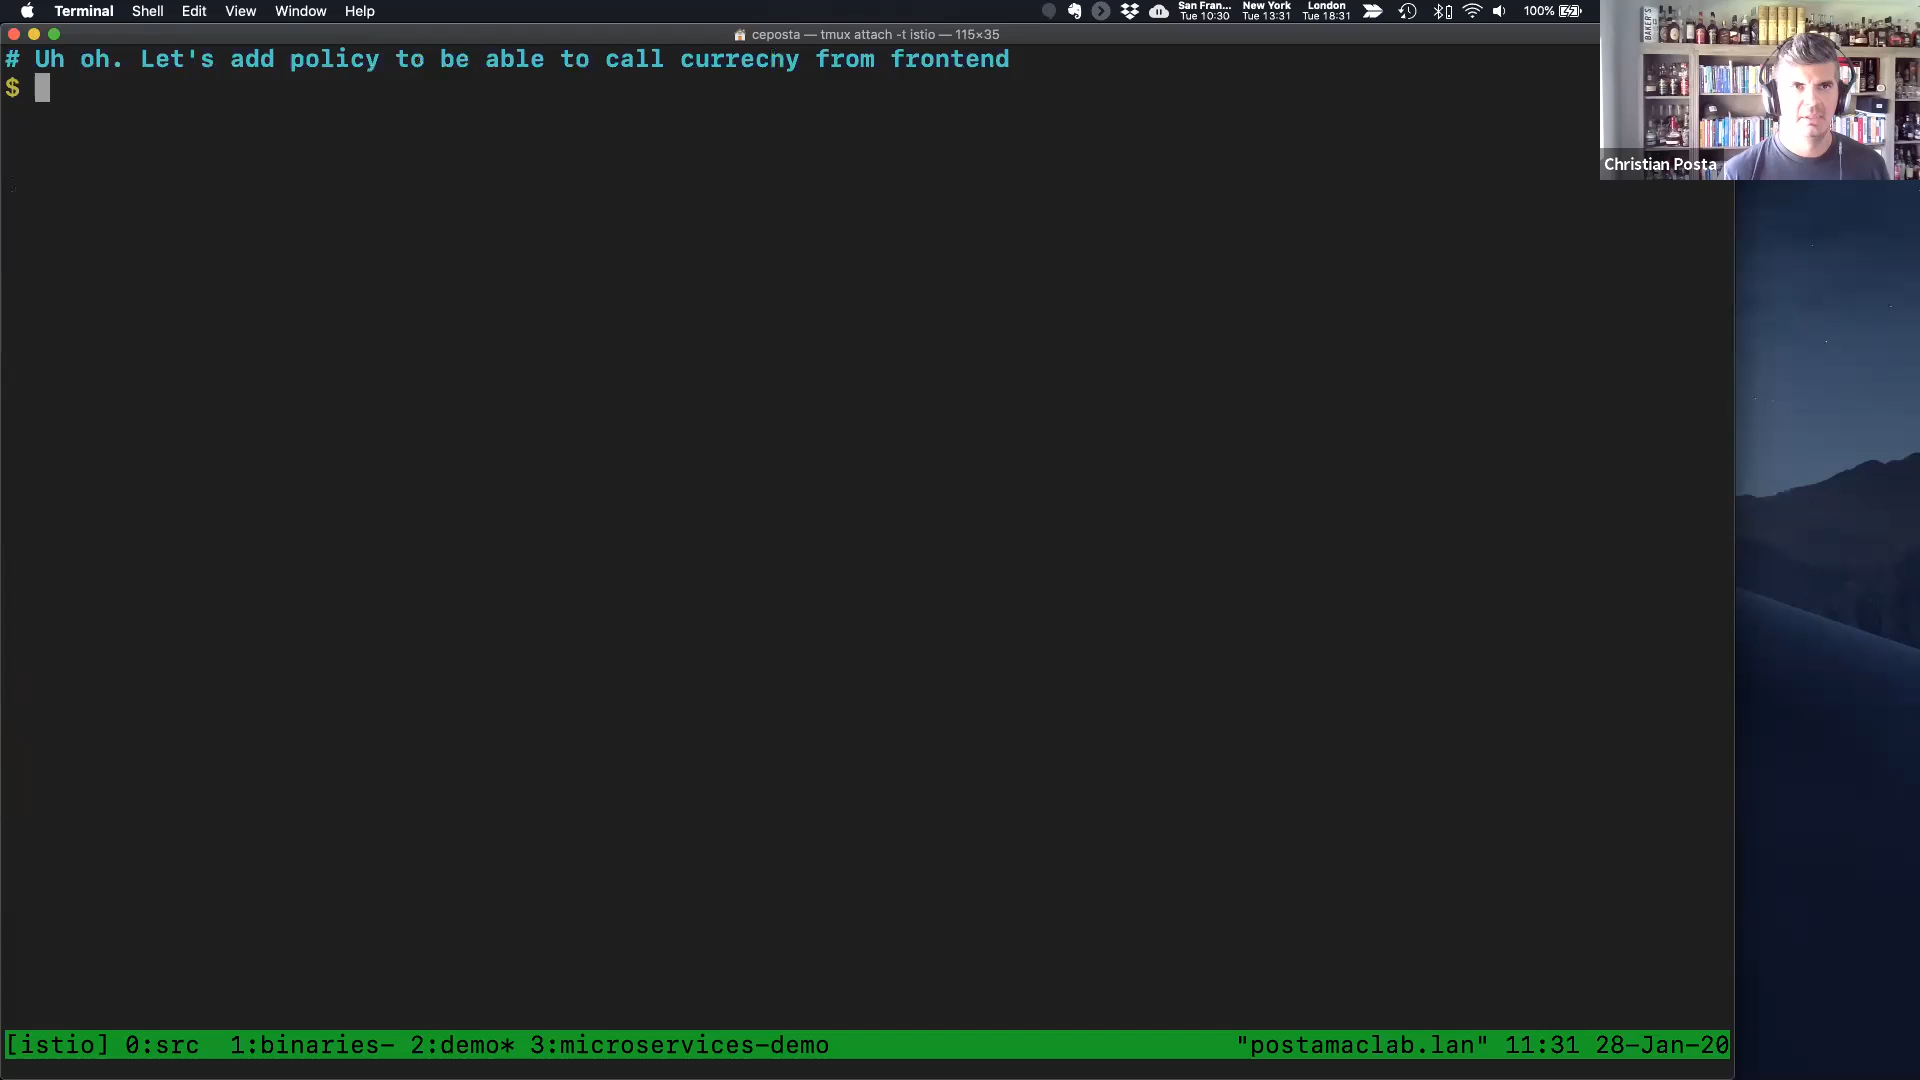 Terminal Shell Edit View Window Help
San Fran... New York London
Tue 10:30 Tue 13:31 Tue 18:31 100%
ceposta — tmux attach -t istio — 115×35
# Uh oh. Let's add policy to be able to call currecny from frontend
$
BAKER'S
Christian Posta
[istio] 0:src 1:binaries- 2:demo* 3:microservices-demo "postamaclab.lan" 11:31 28-Jan-20